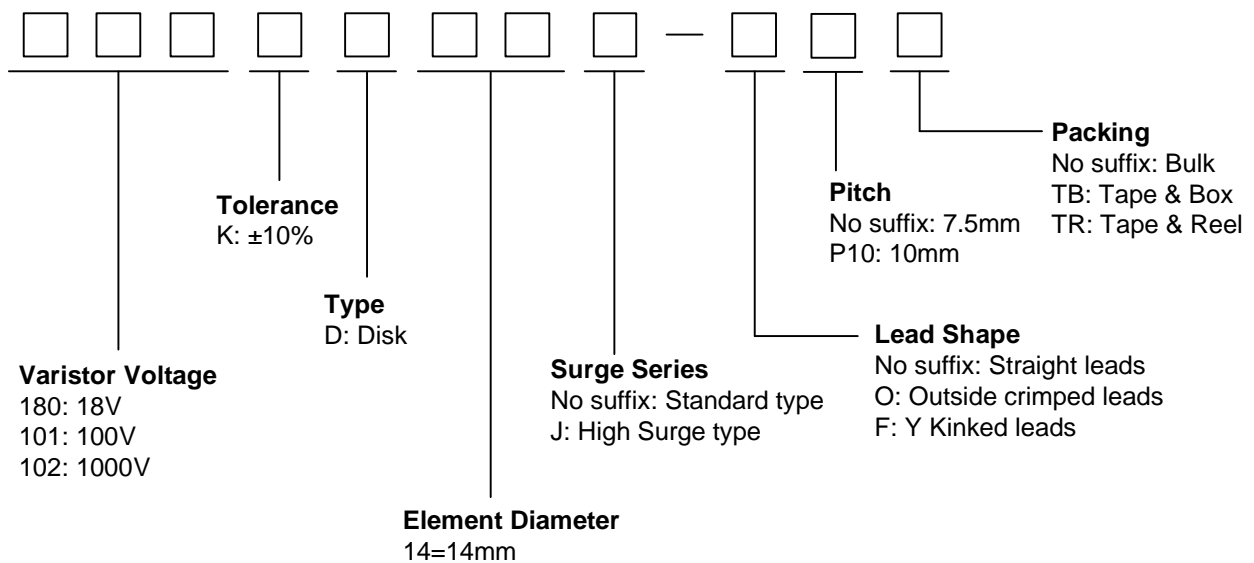 Packing
No suffix: Bulk
TB: Tape & Box
TR: Tape & Reel
Pitch
No suffix: 7.5mm
P10: 10mm
Tolerance
K: ±10%
Type
D: Disk
Lead Shape
No suffix: Straight leads
O: Outside crimped leads
F: Y Kinked leads
Surge Series
No suffix: Standard type
J: High Surge type
Varistor Voltage
180: 18V
101: 100V
102: 1000V
Element Diameter
14=14mm